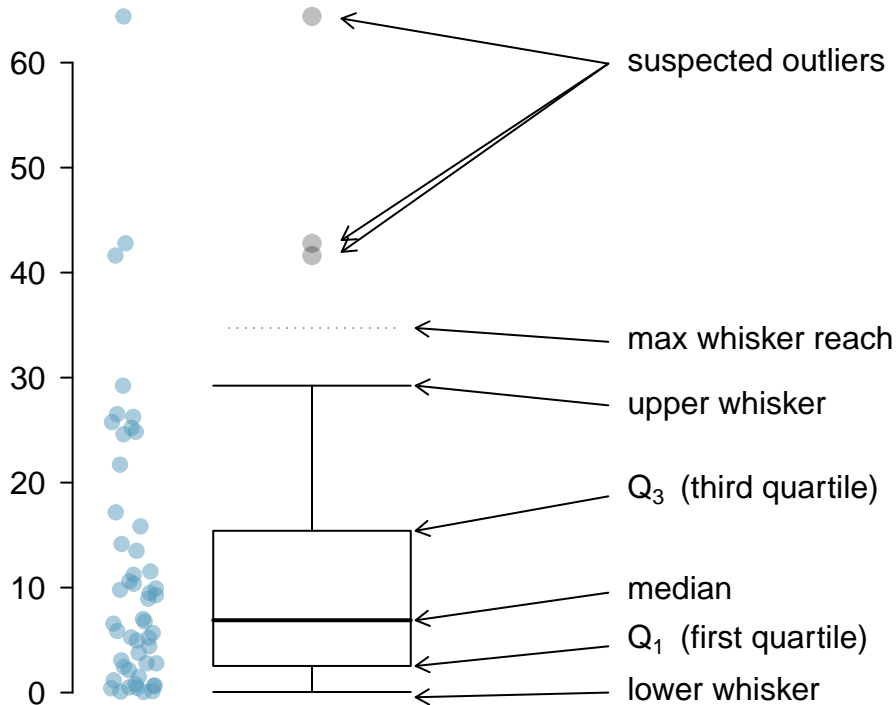 60
50
40
30
20
10
0
suspected outliers
max whisker reach
upper whisker
Q₃ (third quartile)
median
Q₁ (first quartile)
lower whisker